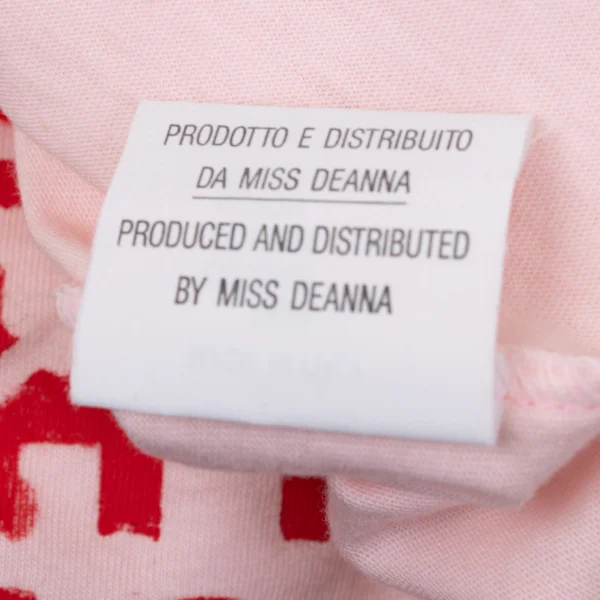 PRODOTTO E DISTRIBUITO
DA MISS DEANNA
PRODUCED AND DISTRIBUTED
BY MISS DEANNA